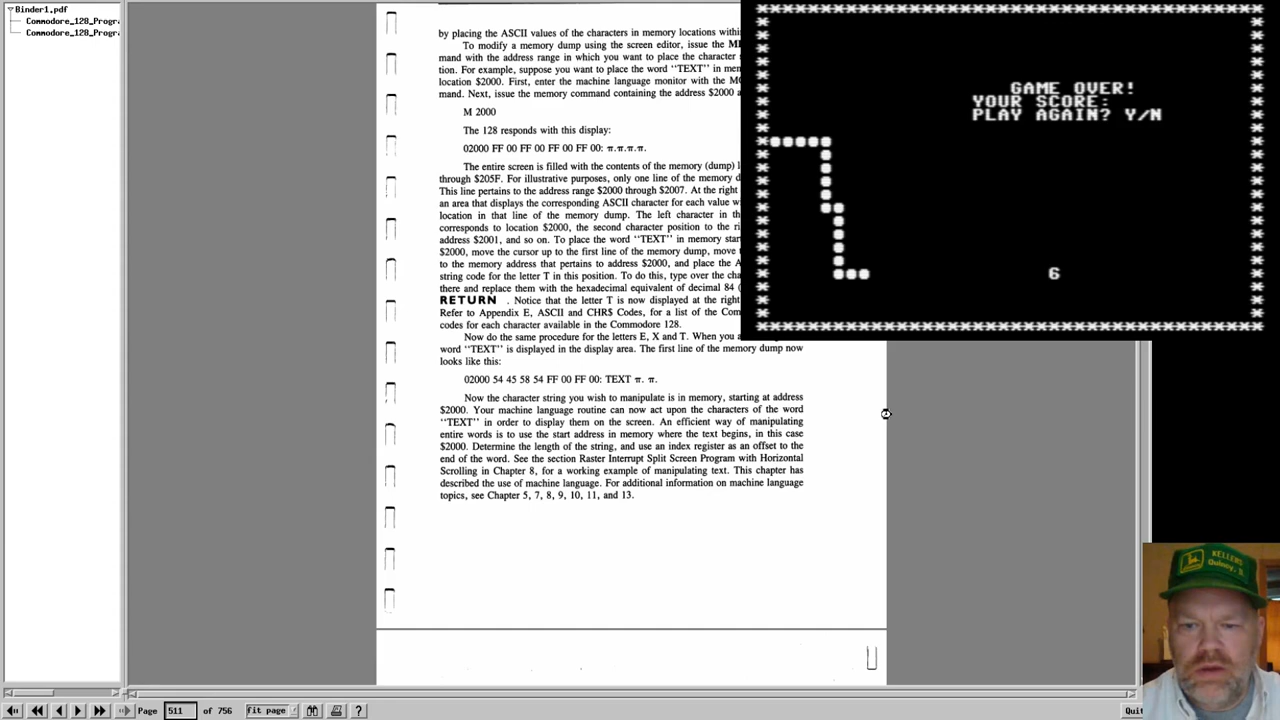 Binder1.pdf
Commodore_128_Progra
Commodore_128_Progra
by placing the ASCII values of the characters in memory locations within
To modify a memory dump using the screen editor, issue the
mand with the address range in which you want to place the character
tion. For example, suppose you want to place the word "TEXT" in mem
location $2000. First, enter the machine language monitor with the MO
mand. Next, issue the memory command containing the address $2000 a
M 2000
The 128 responds with this display:
02000 FF 00 FF 00 FF 00 FF 00: π.π.π.π.
The entire screen is filled with the contents of the memory (dump) l
through $205F. For illustrative purposes, only one line of the memory d
This line pertains to the address range $2000 through $2007. At the right
an area that displays the corresponding ASCII character for each value w
location in that line of the memory dump. The left character in th
corresponds to location $2000, the second character position to the ri
address $2001, and so on. To place the word "TEXT" in memory start
$2000, move the cursor up to the first line of the memory dump, move
to the memory address that pertains to address $2000, and place the A
string code for the letter T in this position. To do this, type over the cha
there and replace them with the hexadecimal equivalent of decimal 84 (
RETURN . Notice that the letter T is now displayed at the right
Refer to Appendix E, ASCII and CHR$ Codes, for a list of the Com
codes for each character available in the Commodore 128.
Now do the same procedure for the letters E, X and T. When you a
word "TEXT" is displayed in the display area. The first line of the memory dump now
looks like this:
02000 54 45 58 54 FF 00 FF 00: TEXT π. π.
Now the character string you wish to manipulate is in memory, starting at address
$2000. Your machine language routine can now act upon the characters of the word
"TEXT" in order to display them on the screen. An efficient way of manipulating
entire words is to use the start address in memory where the text begins, in this case
$2000. Determine the length of the string, and use an index register as an offset to the
end of the word. See the section Raster Interrupt Split Screen Program with Horizontal
Scrolling in Chapter 8, for a working example of manipulating text. This chapter has
described the use of machine language. For additional information on machine language
topics, see Chapter 5, 7, 8, 9, 10, 11, and 13.
GAME OVER!
YOUR SCORE:
PLAY AGAIN? Y/N
6
KELLERS
Quincy, IL
Page 511 of 756 fit page ? Quit